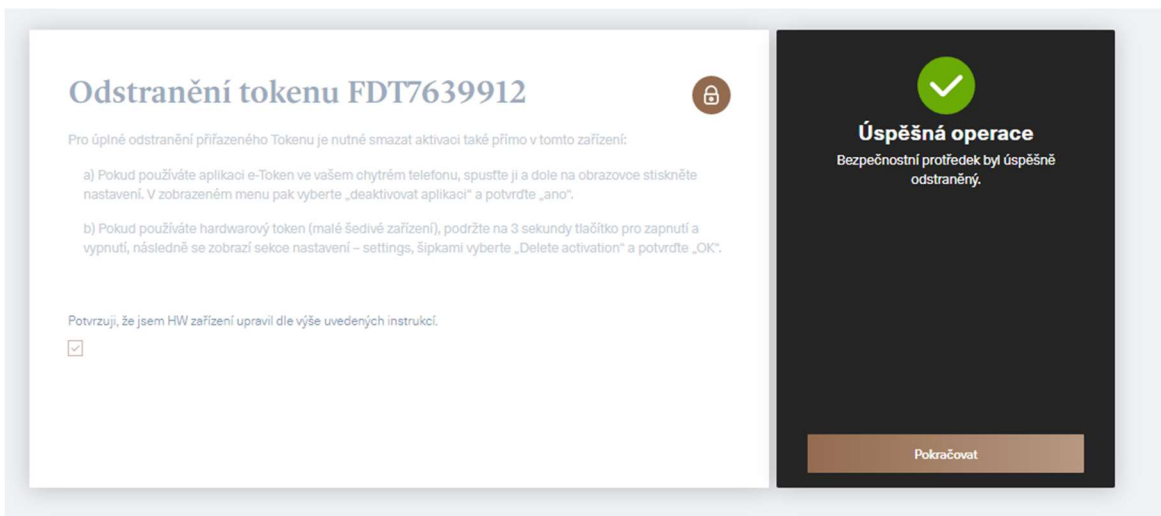 Odstranění tokenu FDT7639912
Pro úplné odstranění přiřazeného Tokenu je nutné smazat aktivaci také přímo v tomto zařízení:
a) Pokud používáte aplikaci e-Token ve vašem chytrém telefonu, spusťte ji a dole na obrazovce stiskněte
nastavení. V zobrazeném menu pak vyberte „deaktivovat aplikaci“ a potvrďte „ano“.
b) Pokud používáte hardwarový token (malé šedivé zařízení), podržte na 3 sekundy tlačítko pro zapnutí a
vypnutí, následně se zobrazí sekce nastavení – settings, šipkami vyberte „Delete activation“ a potvrďte „OK“.
Potvrzuji, že jsem HW zařízení upravil dle výše uvedených instrukcí.
Úspěšná operace
Bezpečnostní protředek byl úspěšně
odstraněný.
Pokračovat